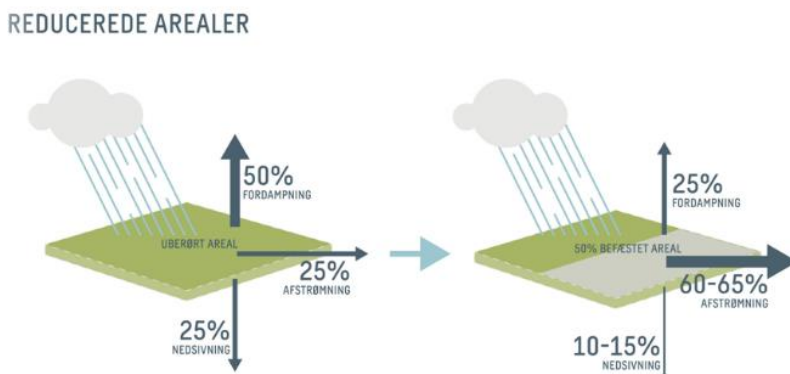 REDUCEREDE AREALER
50%
FORDAMPNING
UBERØRT AREAL
25%
AFSTRØMNING
25%
NEDSIVNING
25%
FORDAMPNING
50% BEFÆSTET AREAL
60-65%
AFSTRØMNING
10-15%
NEDSIVNING